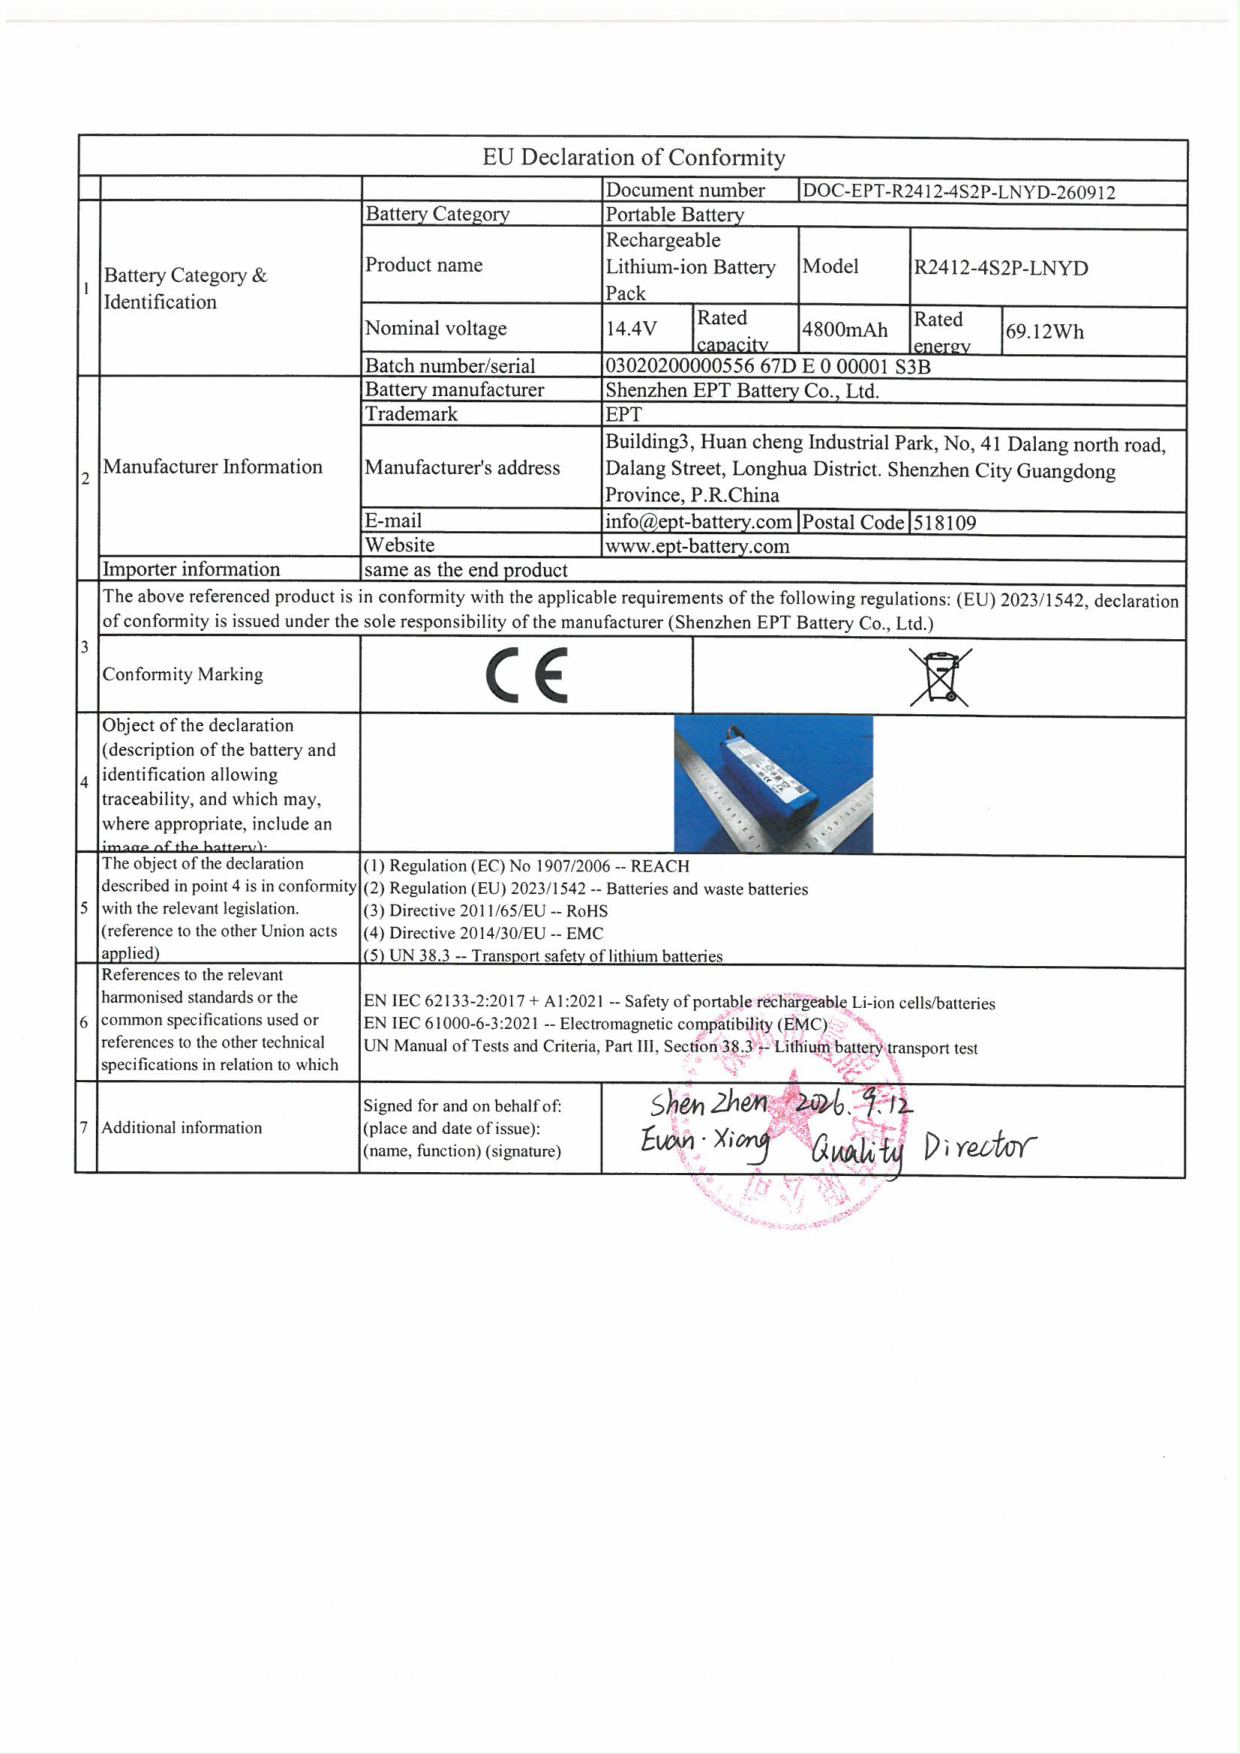 EU Declaration of Conformity
Document number DOC-EPT-R2412-4S2P-LNYD-260912
1 Battery Category & Identification
Battery Category Portable Battery
Product name Rechargeable Lithium-ion Battery Pack Model R2412-4S2P-LNYD
Nominal voltage 14.4V Rated capacity 4800mAh Rated energy 69.12Wh
Batch number/serial 03020200000556 67D E 0 00001 S3B
2 Manufacturer Information
Battery manufacturer Shenzhen EPT Battery Co., Ltd.
Trademark EPT
Manufacturer's address
Building3, Huan cheng Industrial Park, No, 41 Dalang north road,
Dalang Street, Longhua District. Shenzhen City Guangdong
Province, P.R.China
E-mail info@ept-battery.com Postal Code 518109
Website www.ept-battery.com
Importer information same as the end product
3
The above referenced product is in conformity with the applicable requirements of the following regulations: (EU) 2023/1542, declaration
of conformity is issued under the sole responsibility of the manufacturer (Shenzhen EPT Battery Co., Ltd.)
Conformity Marking CE
4
Object of the declaration
(description of the battery and
identification allowing
traceability, and which may,
where appropriate, include an
image of the battery):
5
The object of the declaration
described in point 4 is in conformity
with the relevant legislation.
(reference to the other Union acts
applied)
(1) Regulation (EC) No 1907/2006 -- REACH
(2) Regulation (EU) 2023/1542 -- Batteries and waste batteries
(3) Directive 2011/65/EU -- RoHS
(4) Directive 2014/30/EU -- EMC
(5) UN 38.3 -- Transport safety of lithium batteries
6
References to the relevant
harmonised standards or the
common specifications used or
references to the other technical
specifications in relation to which
EN IEC 62133-2:2017 + A1:2021 -- Safety of portable rechargeable Li-ion cells/batteries
EN IEC 61000-6-3:2021 -- Electromagnetic compatibility (EMC)
UN Manual of Tests and Criteria, Part III, Section 38.3 -- Lithium battery transport test
7 Additional information
Signed for and on behalf of:
(place and date of issue):
(name, function) (signature)
Shen Zhen 2026.9.12
Evan·Xiong Quality Director